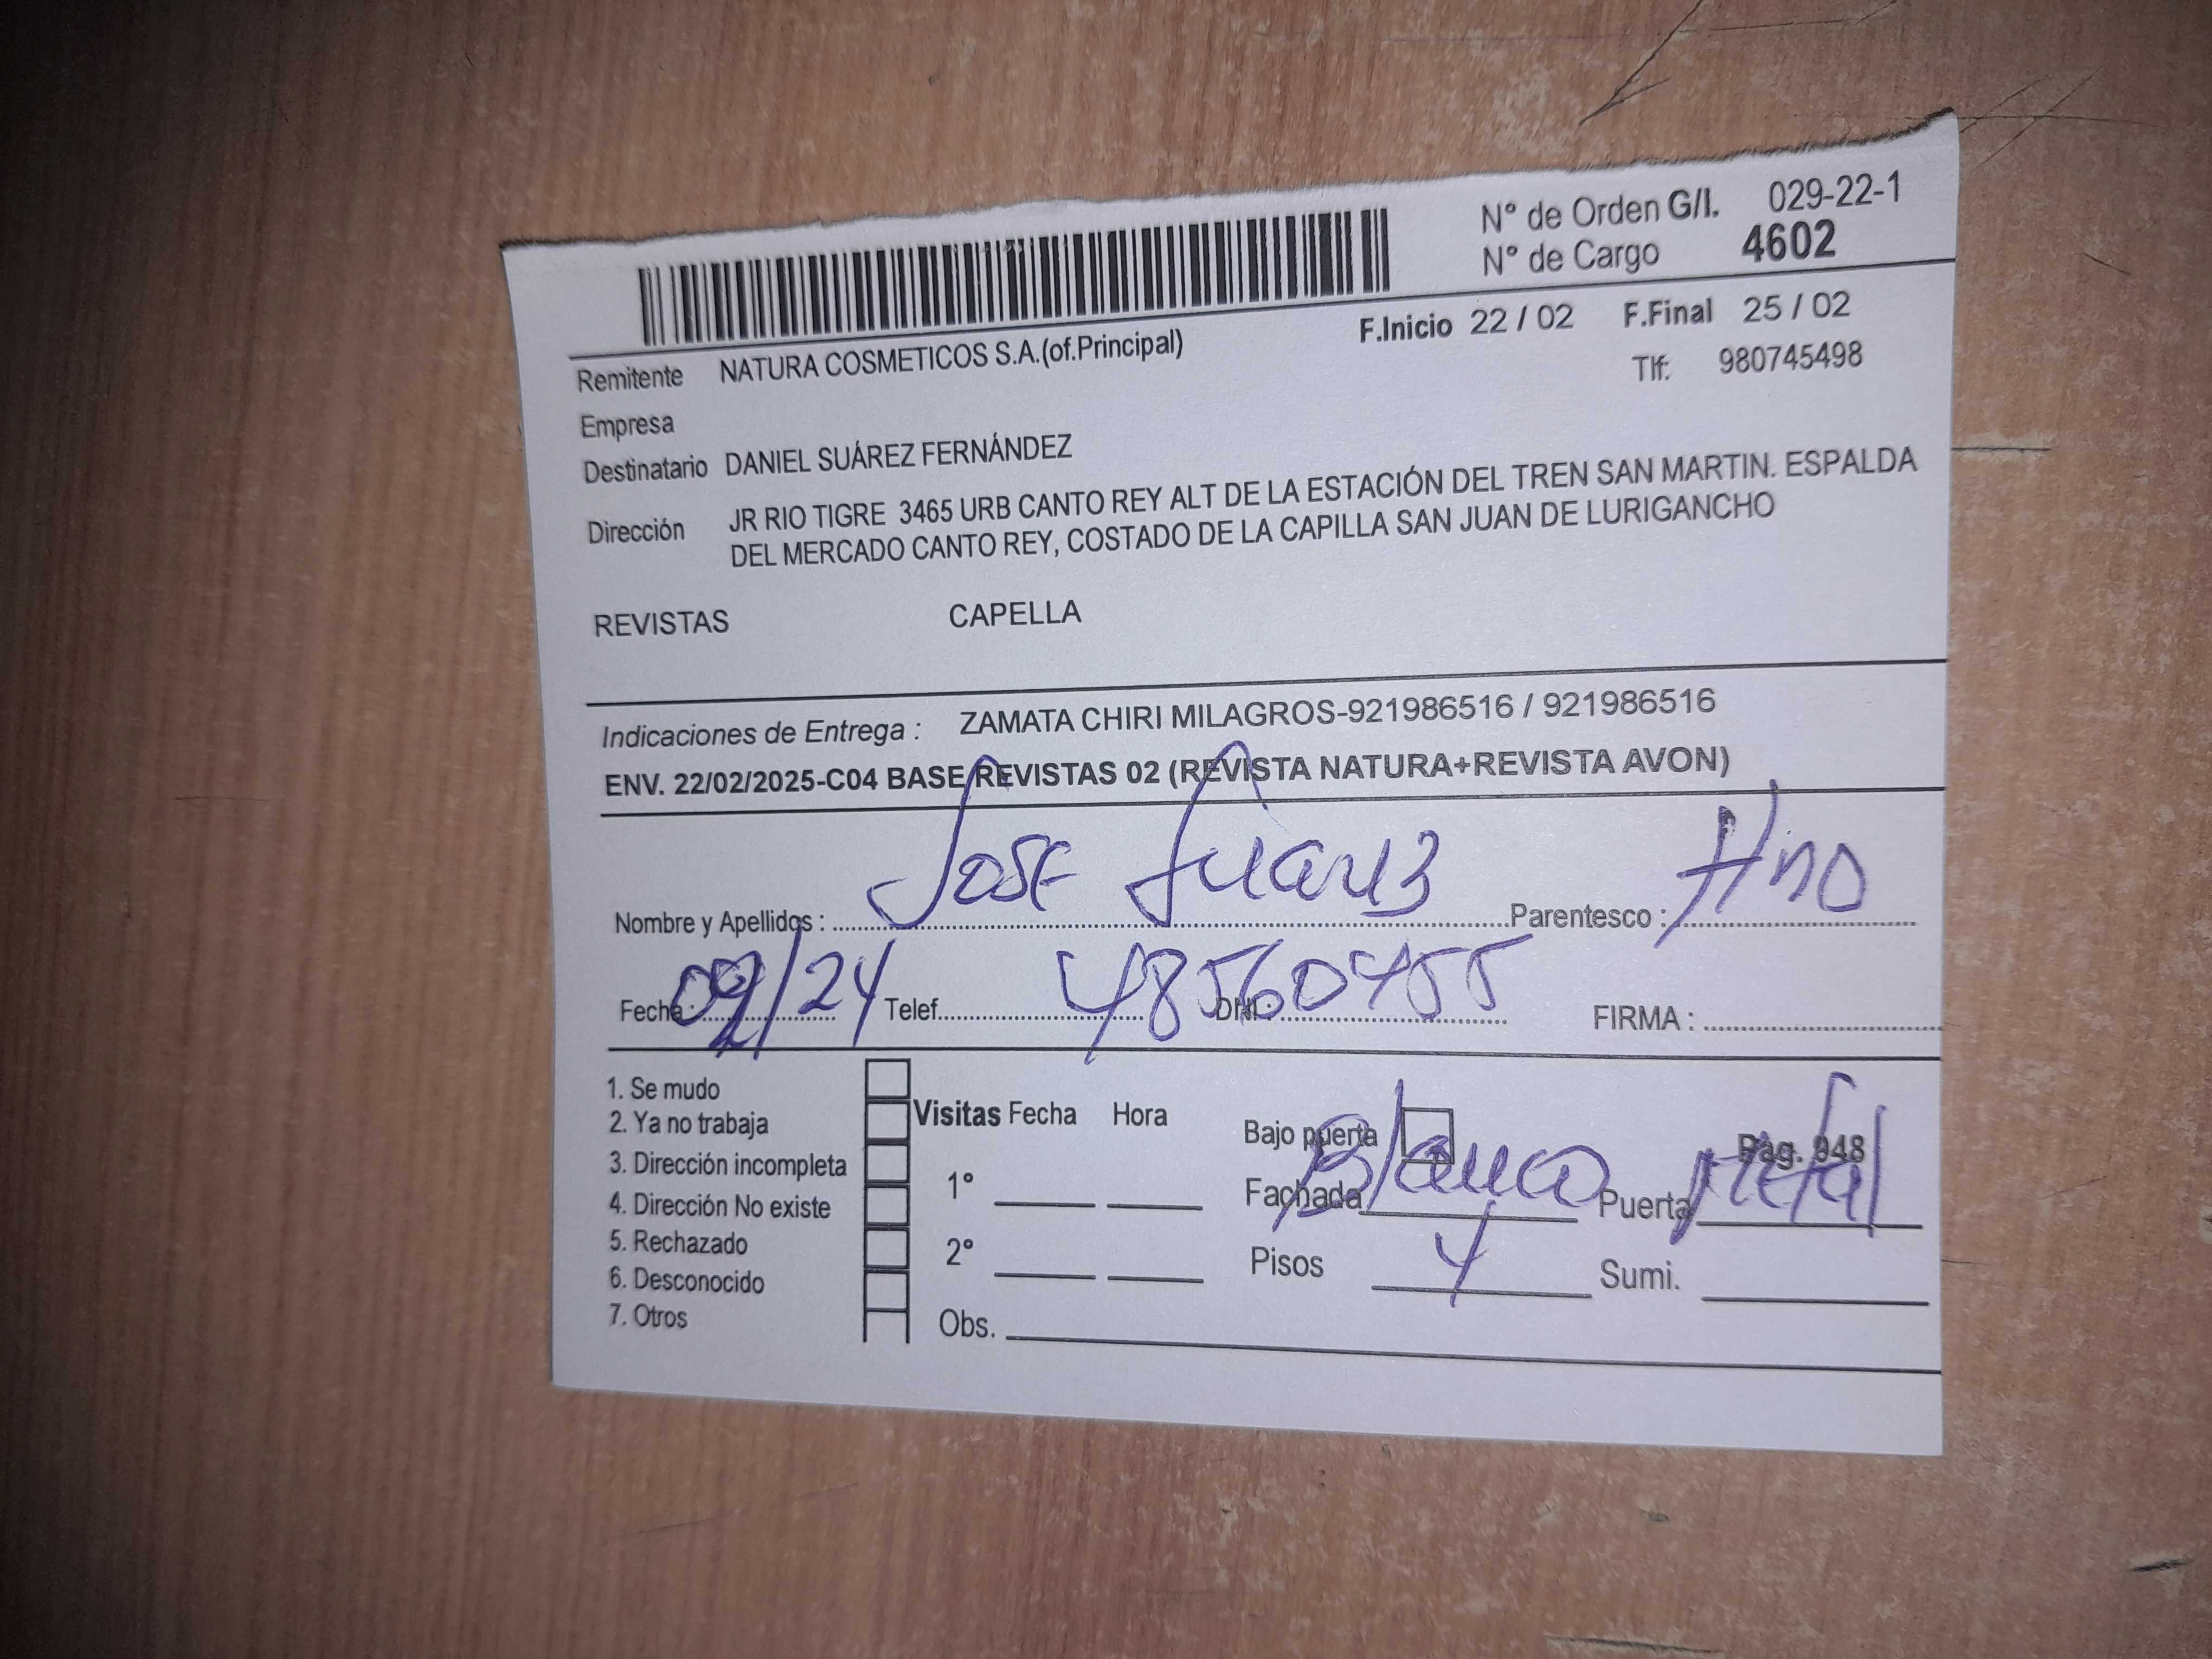 N° de Orden G/I. 029-22-1
N° de Cargo 4602
F.Inicio 22 / 02 F.Final 25 / 02
Remitente NATURA COSMETICOS S.A.(of.Principal) Tlf: 980745498
Empresa
Destinatario DANIEL SUÁREZ FERNÁNDEZ
Dirección JR RIO TIGRE 3465 URB CANTO REY ALT DE LA ESTACIÓN DEL TREN SAN MARTIN. ESPALDA
DEL MERCADO CANTO REY, COSTADO DE LA CAPILLA SAN JUAN DE LURIGANCHO
REVISTAS CAPELLA
Indicaciones de Entrega : ZAMATA CHIRI MILAGROS-921986516 / 921986516
ENV. 22/02/2025-C04 BASE REVISTAS 02 (REVISTA NATURA+REVISTA AVON)
Nombre y Apellidos : José Suarez Parentesco : Hno
Fecha : 02/24 Telef. DNI : 48560455 FIRMA :
1. Se mudo
2. Ya no trabaja
3. Dirección incompleta
4. Dirección No existe
5. Rechazado
6. Desconocido
7. Otros
Visitas Fecha Hora
1°
2°
Obs.
Bajo puerta Pag. 948
Fachada Blanco Puerta Metal
Pisos 4 Sumi.